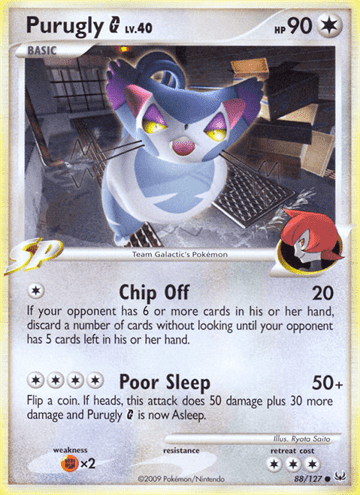 Purugly G LV.40 HP 90
BASIC
SP
Team Galactic's Pokémon
Chip Off 20
If your opponent has 6 or more cards in his or her hand,
discard a number of cards without looking until your opponent
has 5 cards left in his or her hand.
Poor Sleep 50+
Flip a coin. If heads, this attack does 50 damage plus 30 more
damage and Purugly G is now Asleep.
Illus. Ryota Saito
weakness resistance retreat cost
×2
88/127
©2009 Pokémon/Nintendo